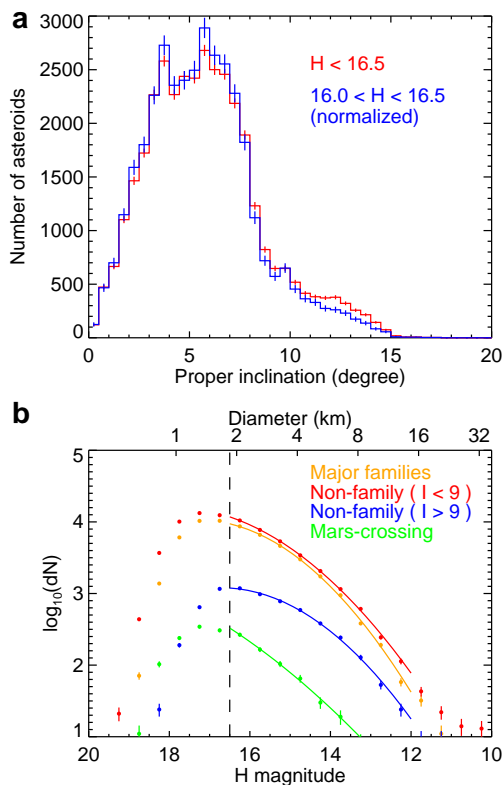 a
3000
2500
2000
1500
1000
500
0
Number of asteroids
H < 16.5
16.0 < H < 16.5
(normalized)
0 5 10 15 20
Proper inclination (degree)
b
Diameter (km)
1 2 4 8 16 32
5
4
3
2
1
log10(dN)
Major families
Non-family ( I < 9 )
Non-family ( I > 9 )
Mars-crossing
20 18 16 14 12 10
H magnitude